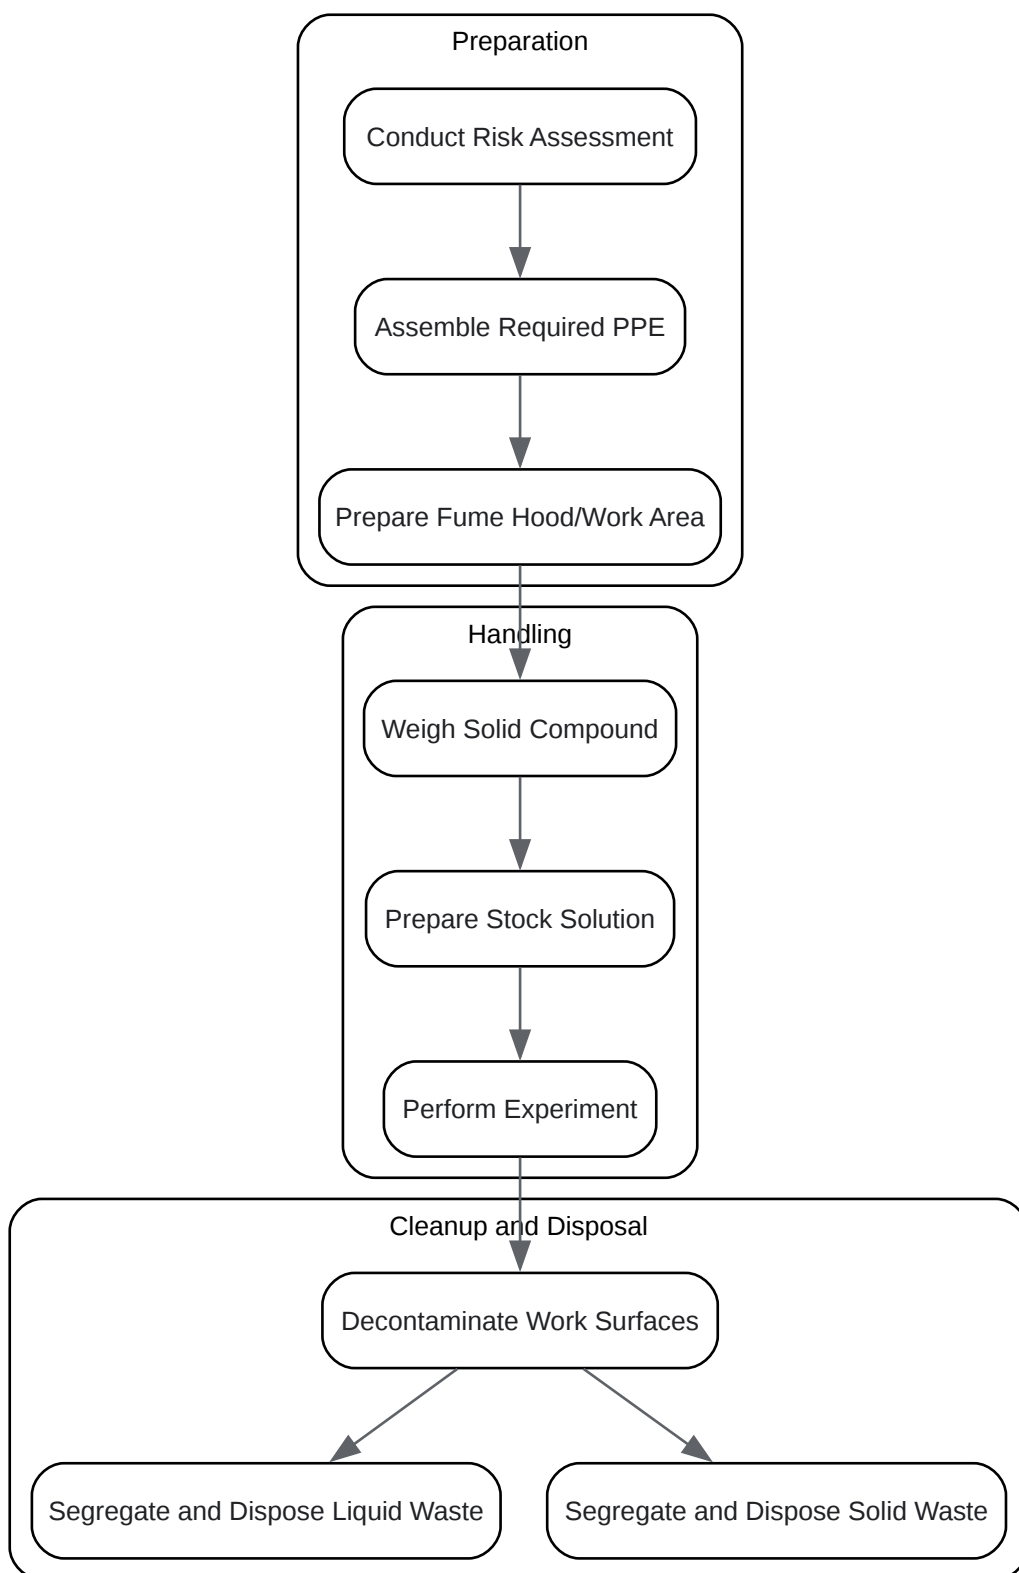 Preparation
Conduct Risk Assessment
Assemble Required PPE
Prepare Fume Hood/Work Area
Handling
Weigh Solid Compound
Prepare Stock Solution
Perform Experiment
Cleanup and Disposal
Decontaminate Work Surfaces
Segregate and Dispose Liquid Waste
Segregate and Dispose Solid Waste